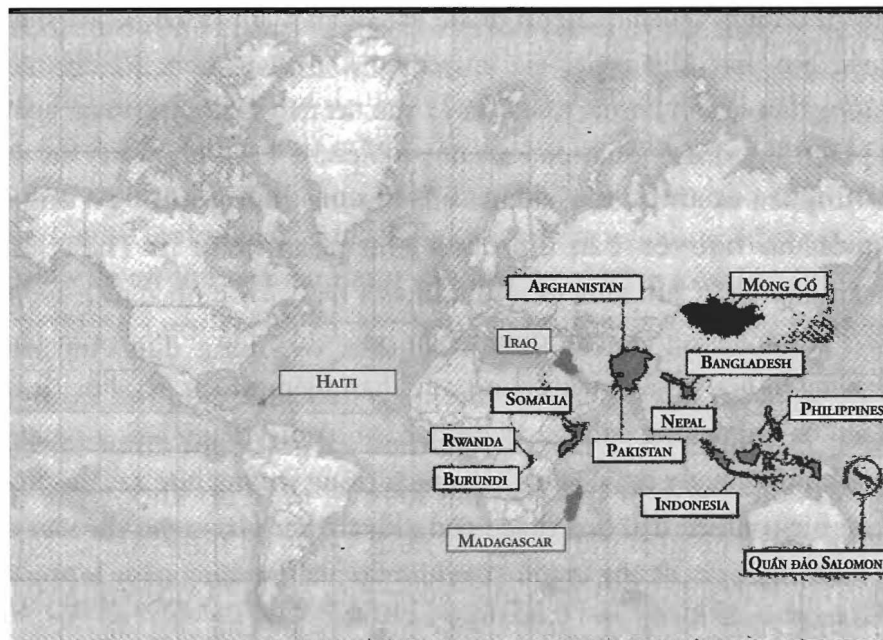 AFGHANISTAN
MÔNG CỔ
IRAQ
BANGLADESH
HAITI
SOMALIA
NEPAL
PHILIPPINES
RWANDA
PAKISTAN
BURUNDI
INDONESIA
MADAGASCAR
QUẦN ĐẢO SALOMON